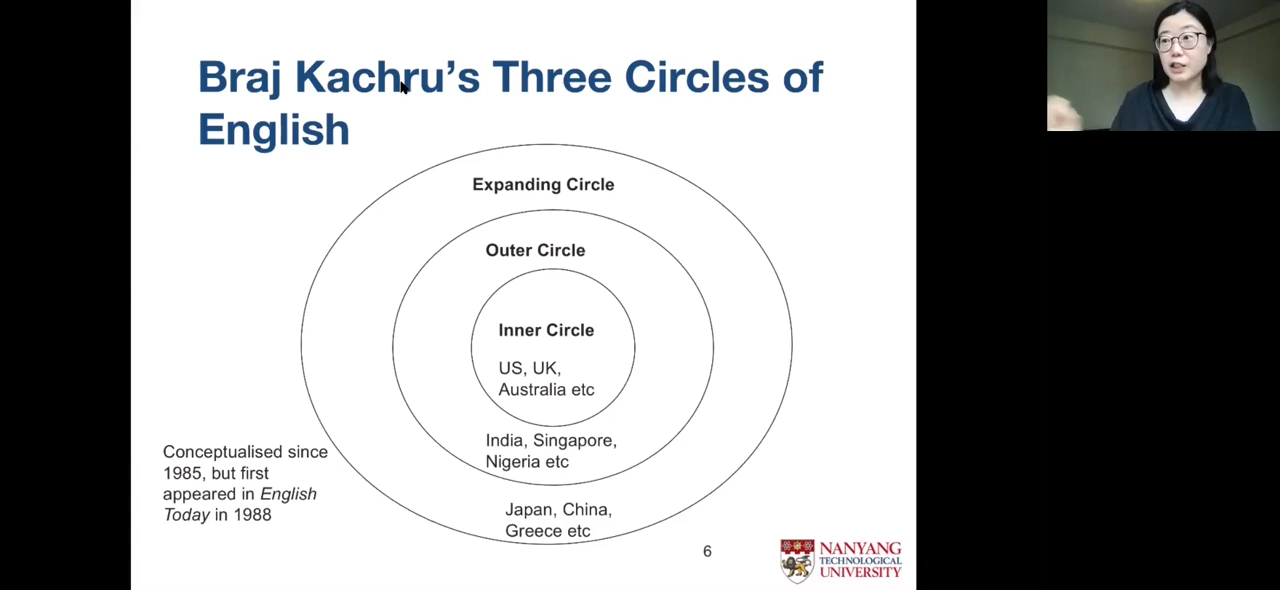 Braj Kachru's Three Circles of
English
Expanding Circle
Outer Circle
Inner Circle
US, UK,
Australia etc
India, Singapore,
Nigeria etc
Japan, China,
Greece etc
Conceptualised since
1985, but first
appeared in English
Today in 1988
6
NANYANG
TECHNOLOGICAL
UNIVERSITY